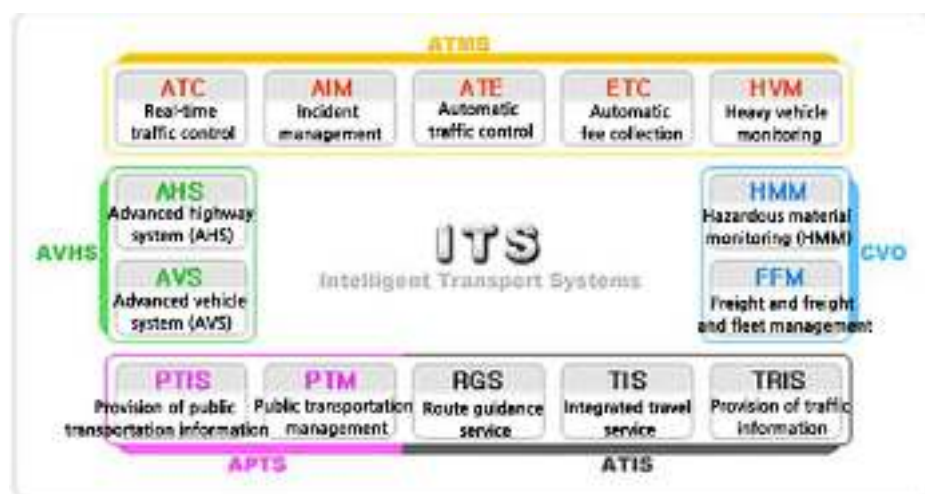 ATMS
ATC
Real-time
traffic control
AIM
Incident
management
ATE
Automatic
traffic control
ETC
Automatic
fee collection
HVM
Heavy vehicle
monitoring
AVHS
AHS
Advanced highway
system (AHS)
AVS
Advanced vehicle
system (AVS)
ITS
Intelligent Transport Systems
HMM
Hazardous material
monitoring (HMM)
FFM
Freight and freight
and fleet management
CVO
PTIS
Provision of public
transportation information
PTM
Public transportation
management
RGS
Route guidance
service
TIS
Integrated travel
service
TRIS
Provision of traffic
information
APTS
ATIS